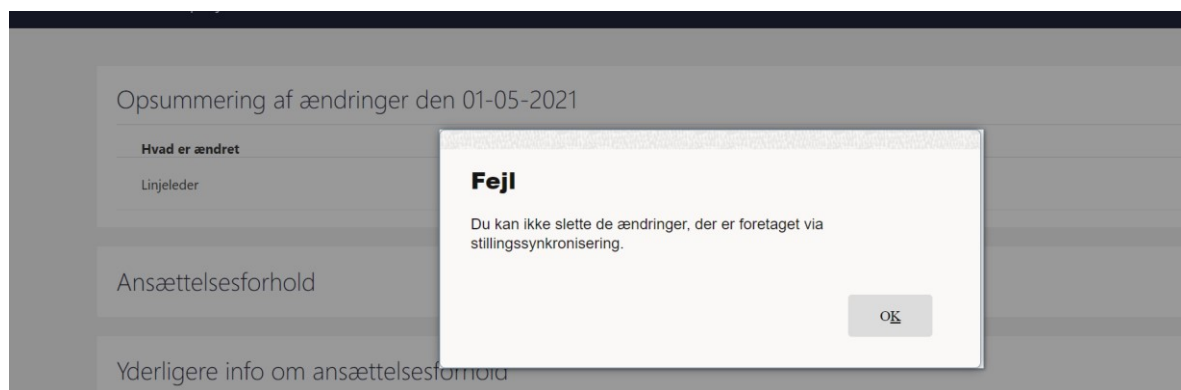 Opsummering af ændringer den 01-05-2021
Hvad er ændret
Linjeleder
Fejl
Du kan ikke slette de ændringer, der er foretaget via
stillingssynkronisering.
OK
Ansættelsesforhold
Yderligere info om ansættelsesforhold